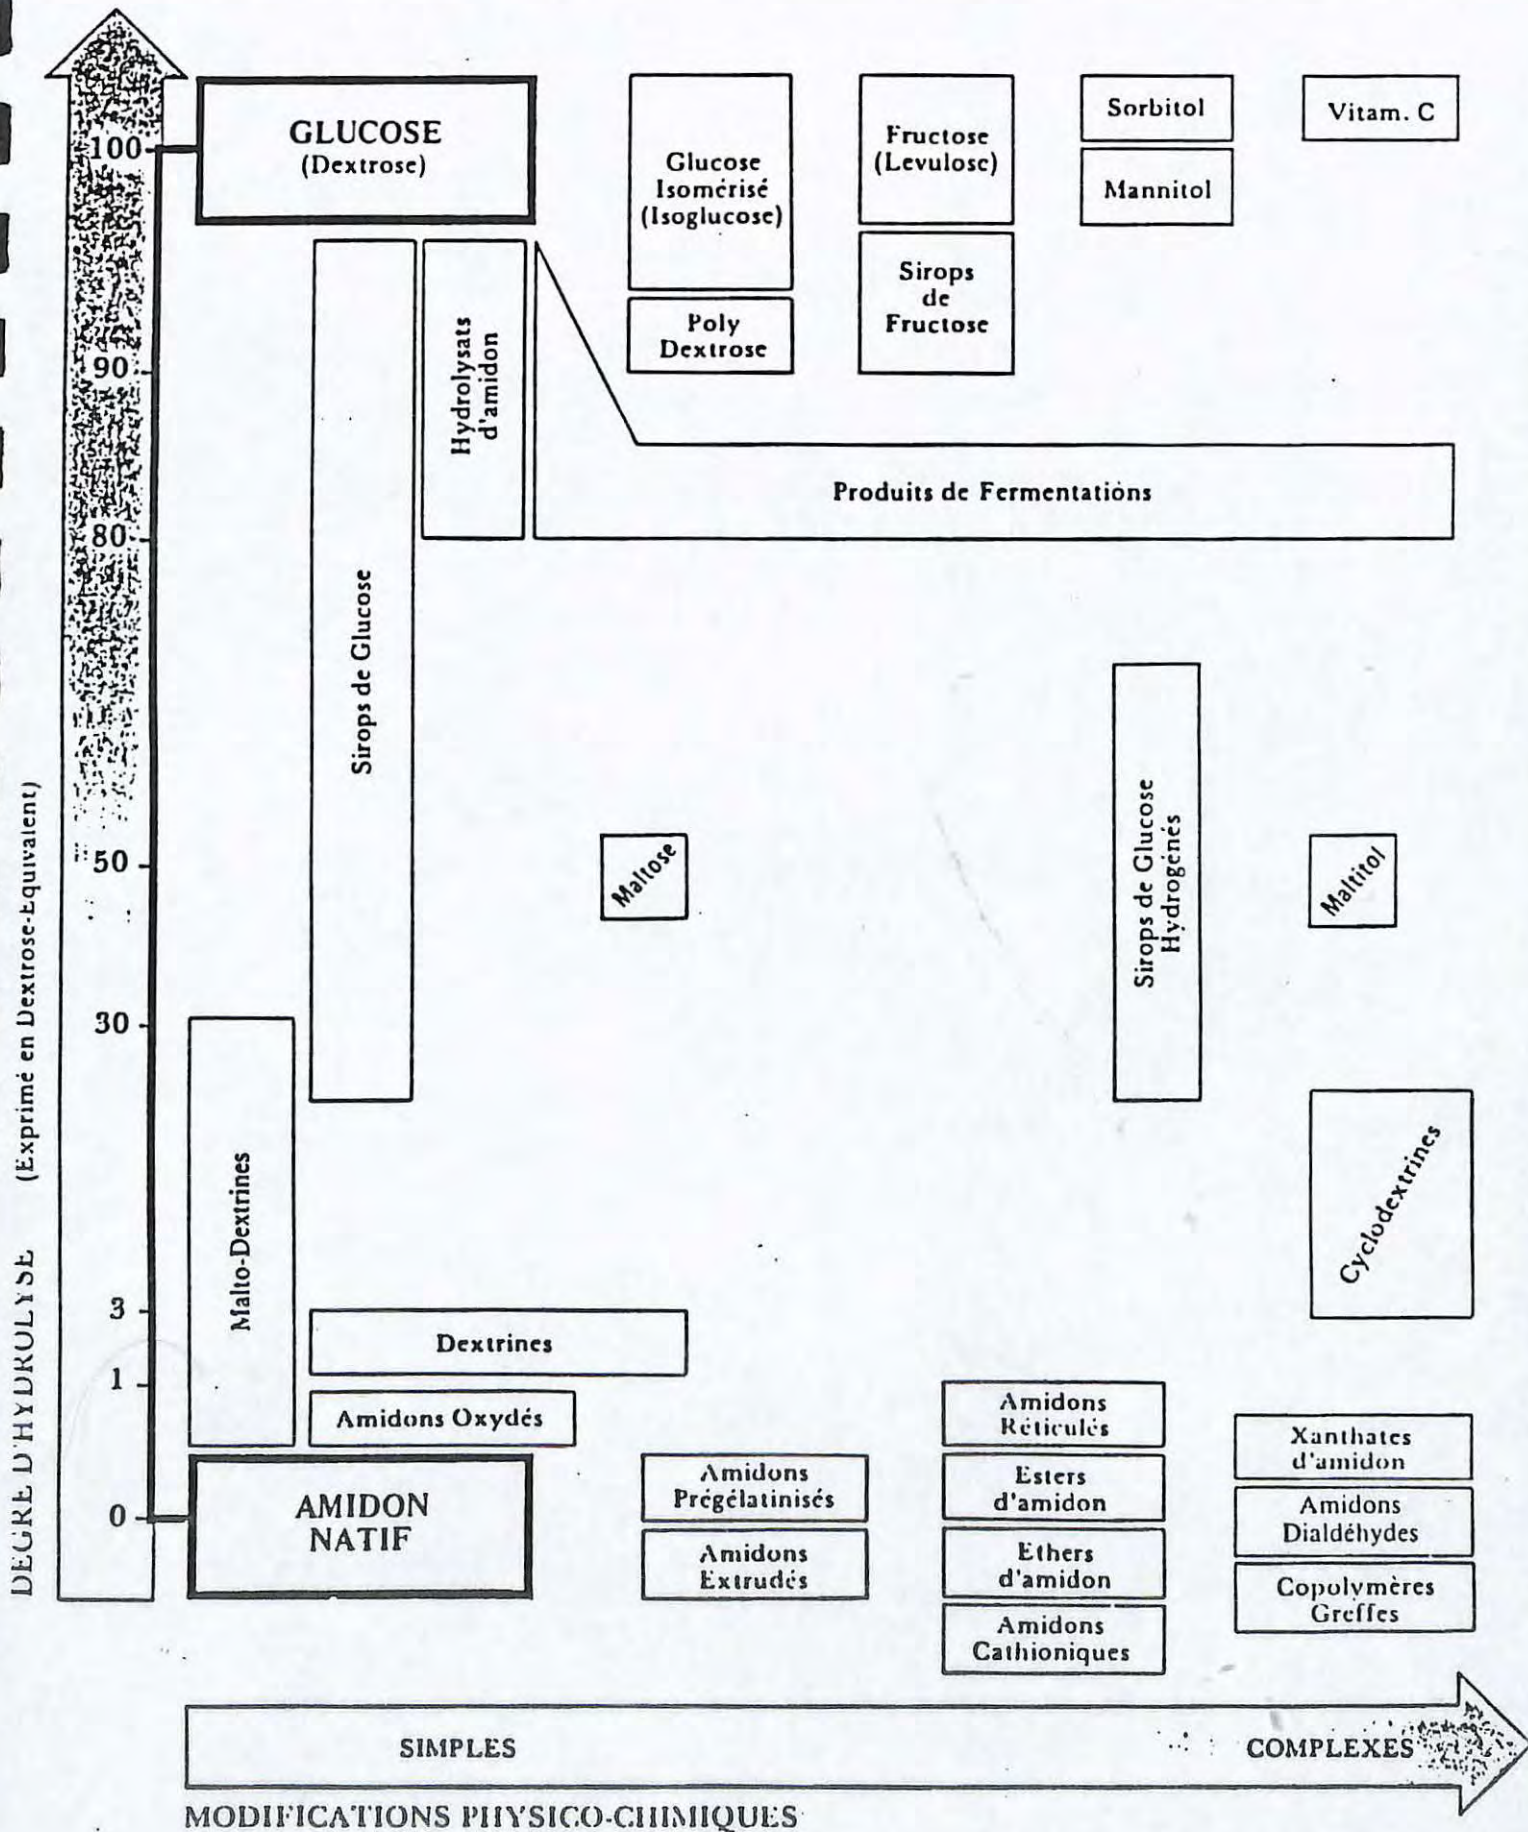 GLUCOSE
(Dextrose)
Glucose
Isomérisé
(Isoglucose)
Fructose
(Levulose)
Sorbitol
Vitam. C
Mannitol
100
Sirops
de
Fructose
Poly
Dextrose
90
Hydrolysats
d'amidon
Produits de Fermentations
80
Sirops de Glucose
Sirops de Glucose
Hydrogénés
Maltose
Maltitol
50
30
Malto-Dextrines
Cyclodextrines
3
Dextrines
1
Amidons Oxydés
Amidons
Réticulés
Xanthates
d'amidon
AMIDON
NATIF
0
Amidons
Prégélatinisés
Esters
d'amidon
Amidons
Dialdéhydes
Amidons
Extrudés
Ethers
d'amidon
Copolymères
Greffes
Amidons
Cathioniques
DEGRE D'HYDROLYSE (Exprimé en Dextrose-Equivalent)
SIMPLES COMPLEXES
MODIFICATIONS PHYSICO-CHIMIQUES